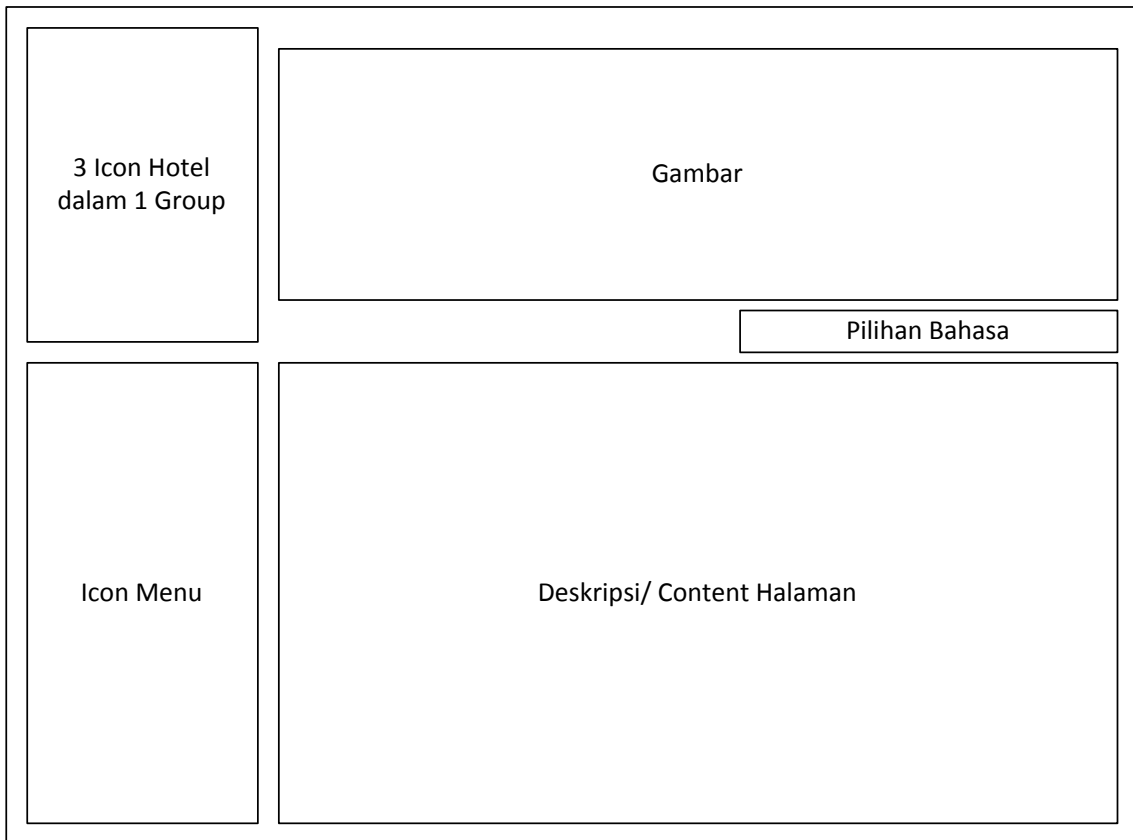 3 Icon Hotel
dalam 1 Group
Gambar
Pilihan Bahasa
Icon Menu
Deskripsi/ Content Halaman